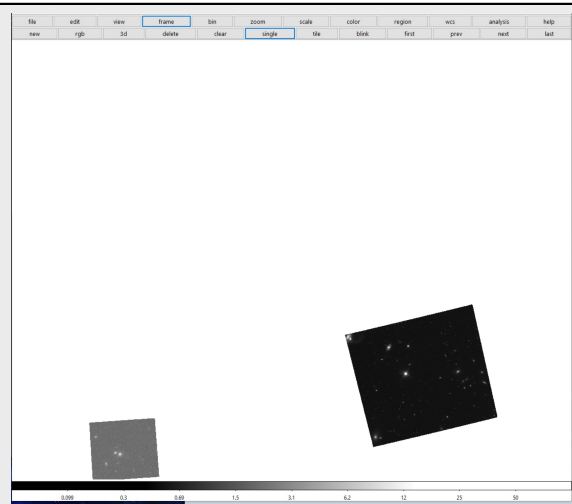 file edit view frame bin zoom scale color region wcs analysis help
new rgb 3d delete clear single tile blink first prev next last
0.099 0.3 0.69 1.5 3.1 6.2 12 25 50